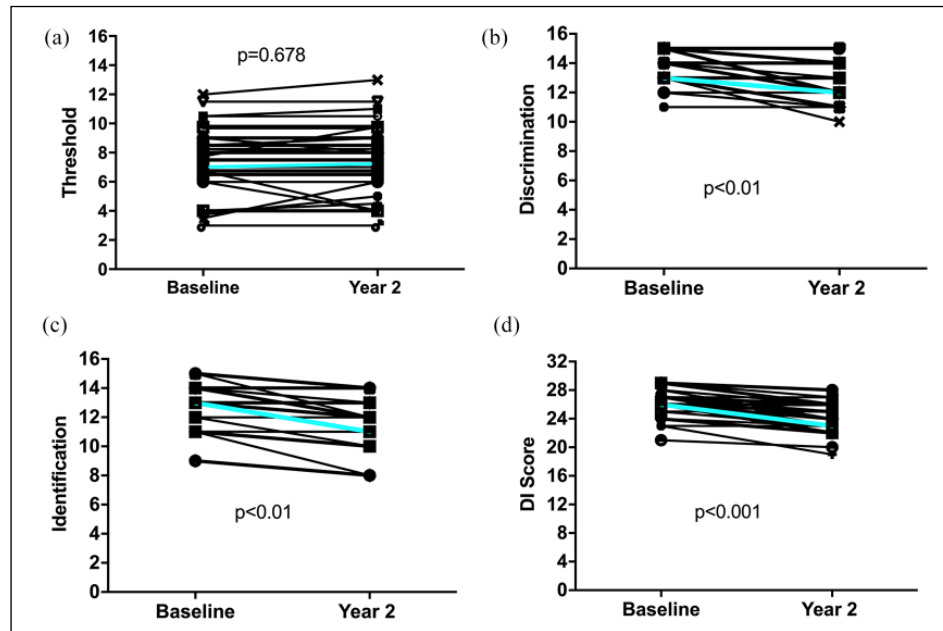 (a)
p=0.678
Threshold
16
14
12
10
8
6
4
2
0
Baseline Year 2
(b)
p<0.01
Discrimination
16
14
12
10
8
6
4
2
0
Baseline Year 2
(c)
p<0.01
Identification
16
14
12
10
8
6
4
2
0
Baseline Year 2
(d)
p<0.001
DI Score
32
28
24
20
16
12
8
4
0
Baseline Year 2